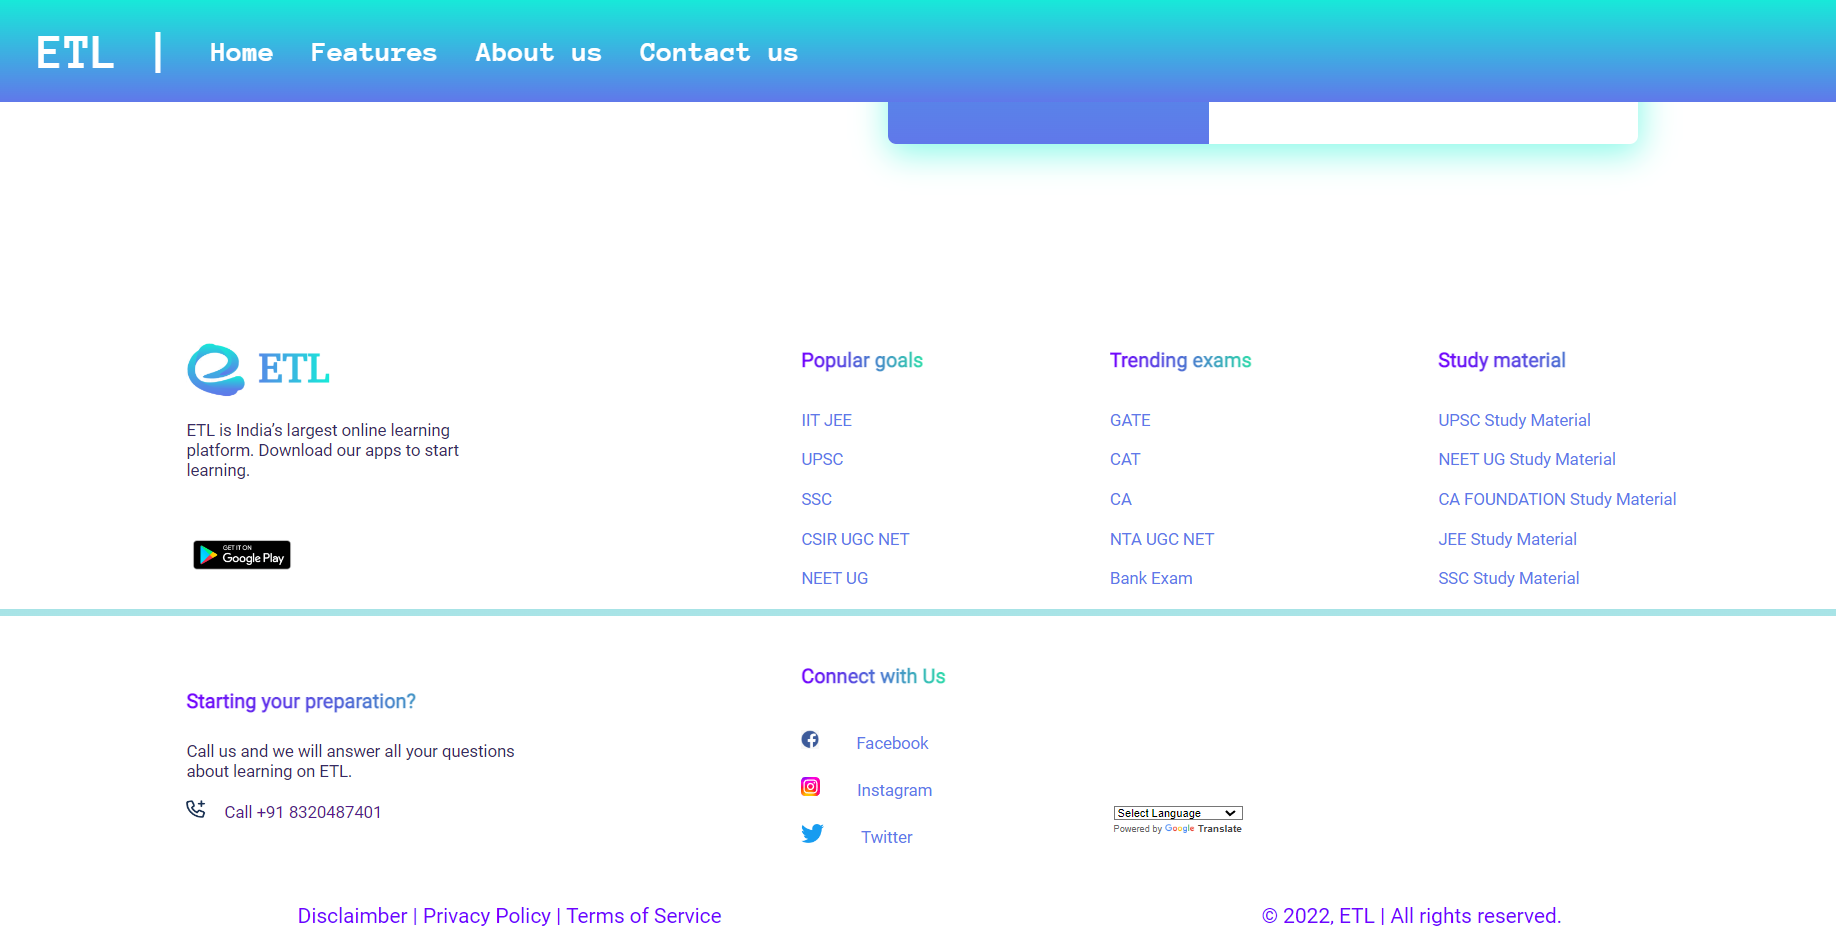 ETL | Home Features About us Contact us
ETL
ETL is India’s largest online learning
platform. Download our apps to start
learning.
GET IT ON
Google Play
Popular goals
IIT JEE
UPSC
SSC
CSIR UGC NET
NEET UG
Trending exams
GATE
CAT
CA
NTA UGC NET
Bank Exam
Study material
UPSC Study Material
NEET UG Study Material
CA FOUNDATION Study Material
JEE Study Material
SSC Study Material
Starting your preparation?
Call us and we will answer all your questions
about learning on ETL.
Call +91 8320487401
Connect with Us
Facebook
Instagram
Twitter
Select Language
Powered by Google Translate
Disclaimber | Privacy Policy | Terms of Service
© 2022, ETL | All rights reserved.